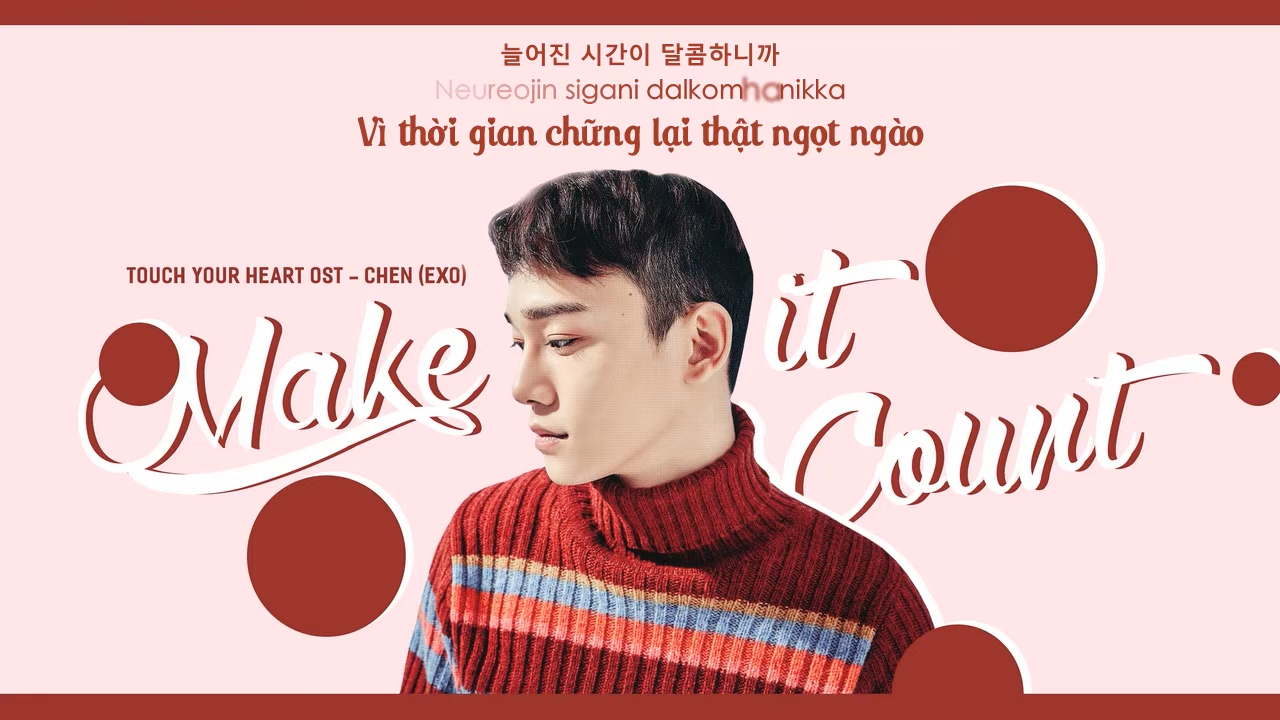 늘어진 시간이 달콤하니까
Neureojin sigani dalkomhanikka
Vì thời gian chững lại thật ngọt ngào
TOUCH YOUR HEART OST - CHEN (EXO)
Make it
Count